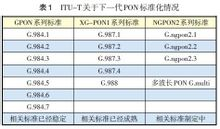 表1 ITU-T关于下一代PON标准化情况
GPON系列标准 XG-PON1系列标准 NGPON2系列标准
G.984.1 G.987.1 G.ngpon2.1
G.984.2 G.987.2 G.ngpon2.2
G.984.3 G.987.3 G.ngpon2.3
G.984.4 G.987.4
G.984.5 G.988 多波长PON G.multi
G.984.6
G.984.7
相关标准已经稳定 相关标准已经成熟 相关标准制定中